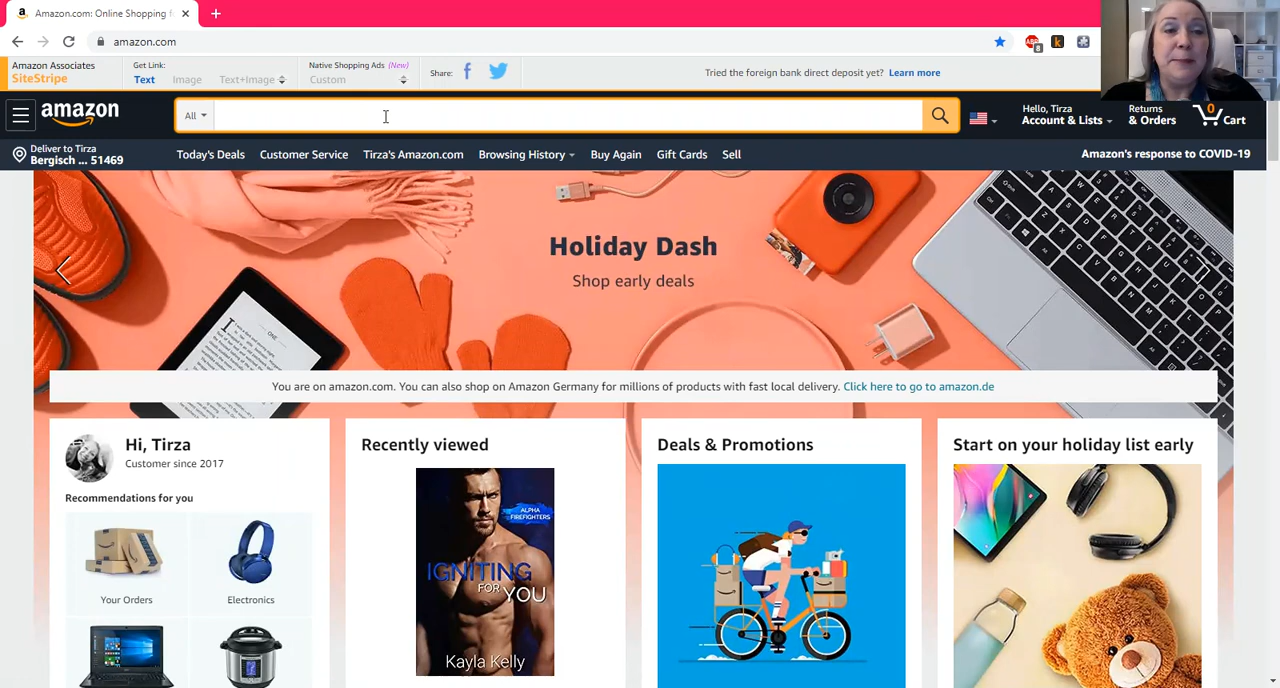 a Amazon.com: Online Shopping f
amazon.com
ABP
8
k
Amazon Associates
SiteStripe
Get Link:
Text Image Text+Image
Native Shopping Ads (New)
Custom
Share:
Tried the foreign bank direct deposit yet? Learn more
amazon
All
Hello, Tirza
Account & Lists
Returns
& Orders
0
Cart
Deliver to Tirza
Bergisch ... 51469
Today's Deals Customer Service Tirza's Amazon.com Browsing History Buy Again Gift Cards Sell
Amazon's response to COVID-19
Holiday Dash
Shop early deals
You are on amazon.com. You can also shop on Amazon Germany for millions of products with fast local delivery. Click here to go to amazon.de
Hi, Tirza
Customer since 2017
Recommendations for you
Your Orders
Electronics
Recently viewed
ALPHA
FIREFIGHTERS
IGNITING
FOR YOU
Kayla Kelly
Deals & Promotions
Start on your holiday list early